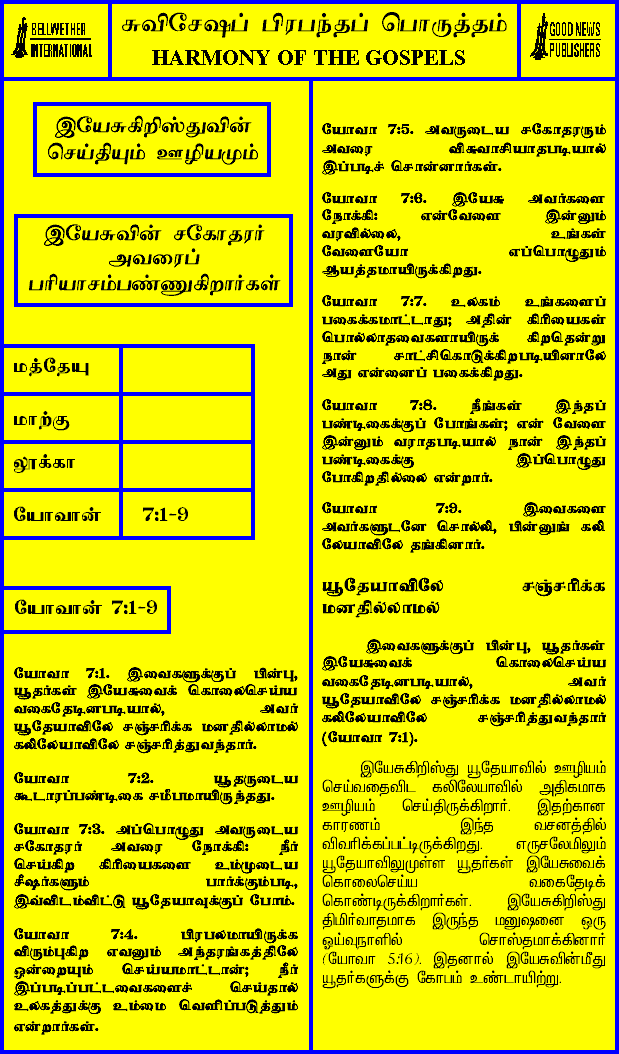 BELLWETHER
INTERNATIONAL
சுவிசேஷப் பிரபந்தப் பொருத்தம்
HARMONY OF THE GOSPELS
GOOD NEWS
PUBLISHERS
இயேசுகிறிஸ்துவின்
செய்தியும் ஊழியமும்
இயேசுவின் சகோதரர்
அவரைப்
பரியாசம்பண்ணுகிறார்கள்
மத்தேயு
மாற்கு
லூக்கா
யோவான் 7:1-9
யோவான் 7:1-9
யோவா 7:1. இவைகளுக்குப் பின்பு,
யூதர்கள் இயேசுவைக் கொலைசெய்ய
வகைதேடினபடியால், அவர்
யூதேயாவிலே சஞ்சரிக்க மனதில்லாமல்
கலிலேயாவிலே சஞ்சரித்துவந்தார்.
யோவா 7:2. யூதருடைய
கூடாரப்பண்டிகை சமீபமாயிருந்தது.
யோவா 7:3. அப்பொழுது அவருடைய
சகோதரர் அவரை நோக்கி: நீர்
செய்கிற கிரியைகளை உம்முடைய
சீஷர்களும் பார்க்கும்படி,
இவ்விடம்விட்டு யூதேயாவுக்குப் போம்.
யோவா 7:4. பிரபலமாயிருக்க
விரும்புகிற எவனும் அந்தரங்கத்திலே
ஒன்றையும் செய்யமாட்டான்; நீர்
இப்படிப்பட்டவைகளைச் செய்தால்
உலகத்துக்கு உம்மை வெளிப்படுத்தும்
என்றார்கள்.
யோவா 7:5. அவருடைய சகோதரரும்
அவரை விசுவாசியாதபடியால்
இப்படிச் சொன்னார்கள்.
யோவா 7:6. இயேசு அவர்களை
நோக்கி: என்வேளை இன்னும்
வரவில்லை, உங்கள்
வேளையோ எப்பொழுதும்
ஆயத்தமாயிருக்கிறது.
யோவா 7:7. உலகம் உங்களைப்
பகைக்கமாட்டாது; அதின் கிரியைகள்
பொல்லாதவைகளாயிருக் கிறதென்று
நான் சாட்சிகொடுக்கிறபடியினாலே
அது என்னைப் பகைக்கிறது.
யோவா 7:8. நீங்கள் இந்தப்
பண்டிகைக்குப் போங்கள்; என் வேளை
இன்னும் வராதபடியால் நான் இந்தப்
பண்டிகைக்கு இப்பொழுது
போகிறதில்லை என்றார்.
யோவா 7:9. இவைகளை
அவர்களுடனே சொல்லி, பின்னுங் கலி
லேயாவிலே தங்கினார்.
யூதேயாவிலே சஞ்சரிக்க
மனதில்லாமல்
இவைகளுக்குப் பின்பு, யூதர்கள்
இயேசுவைக் கொலைசெய்ய
வகைதேடினபடியால், அவர்
யூதேயாவிலே சஞ்சரிக்க மனதில்லாமல்
கலிலேயாவிலே சஞ்சரித்துவந்தார்
(யோவா 7:1).
இயேசுகிறிஸ்து யூதேயாவில் ஊழியம்
செய்வதைவிட கலிலேயாவில் அதிகமாக
ஊழியம் செய்திருக்கிறார். இதற்கான
காரணம் இந்த வசனத்தில்
விவரிக்கப்பட்டிருக்கிறது. எருசலேமிலும்
யூதேயாவிலுமுள்ள யூதர்கள் இயேசுவைக்
கொலைசெய்ய வகைதேடிக்
கொண்டிருக்கிறார்கள். இயேசுகிறிஸ்து
திமிர்வாதமாக இருந்த மனுஷனை ஒரு
ஓய்வுநாளில் சொஸ்தமாக்கினார்
(யோவா 5:16). இதனால் இயேசுவின்மீது
யூதர்களுக்கு கோபம் உண்டாயிற்று.